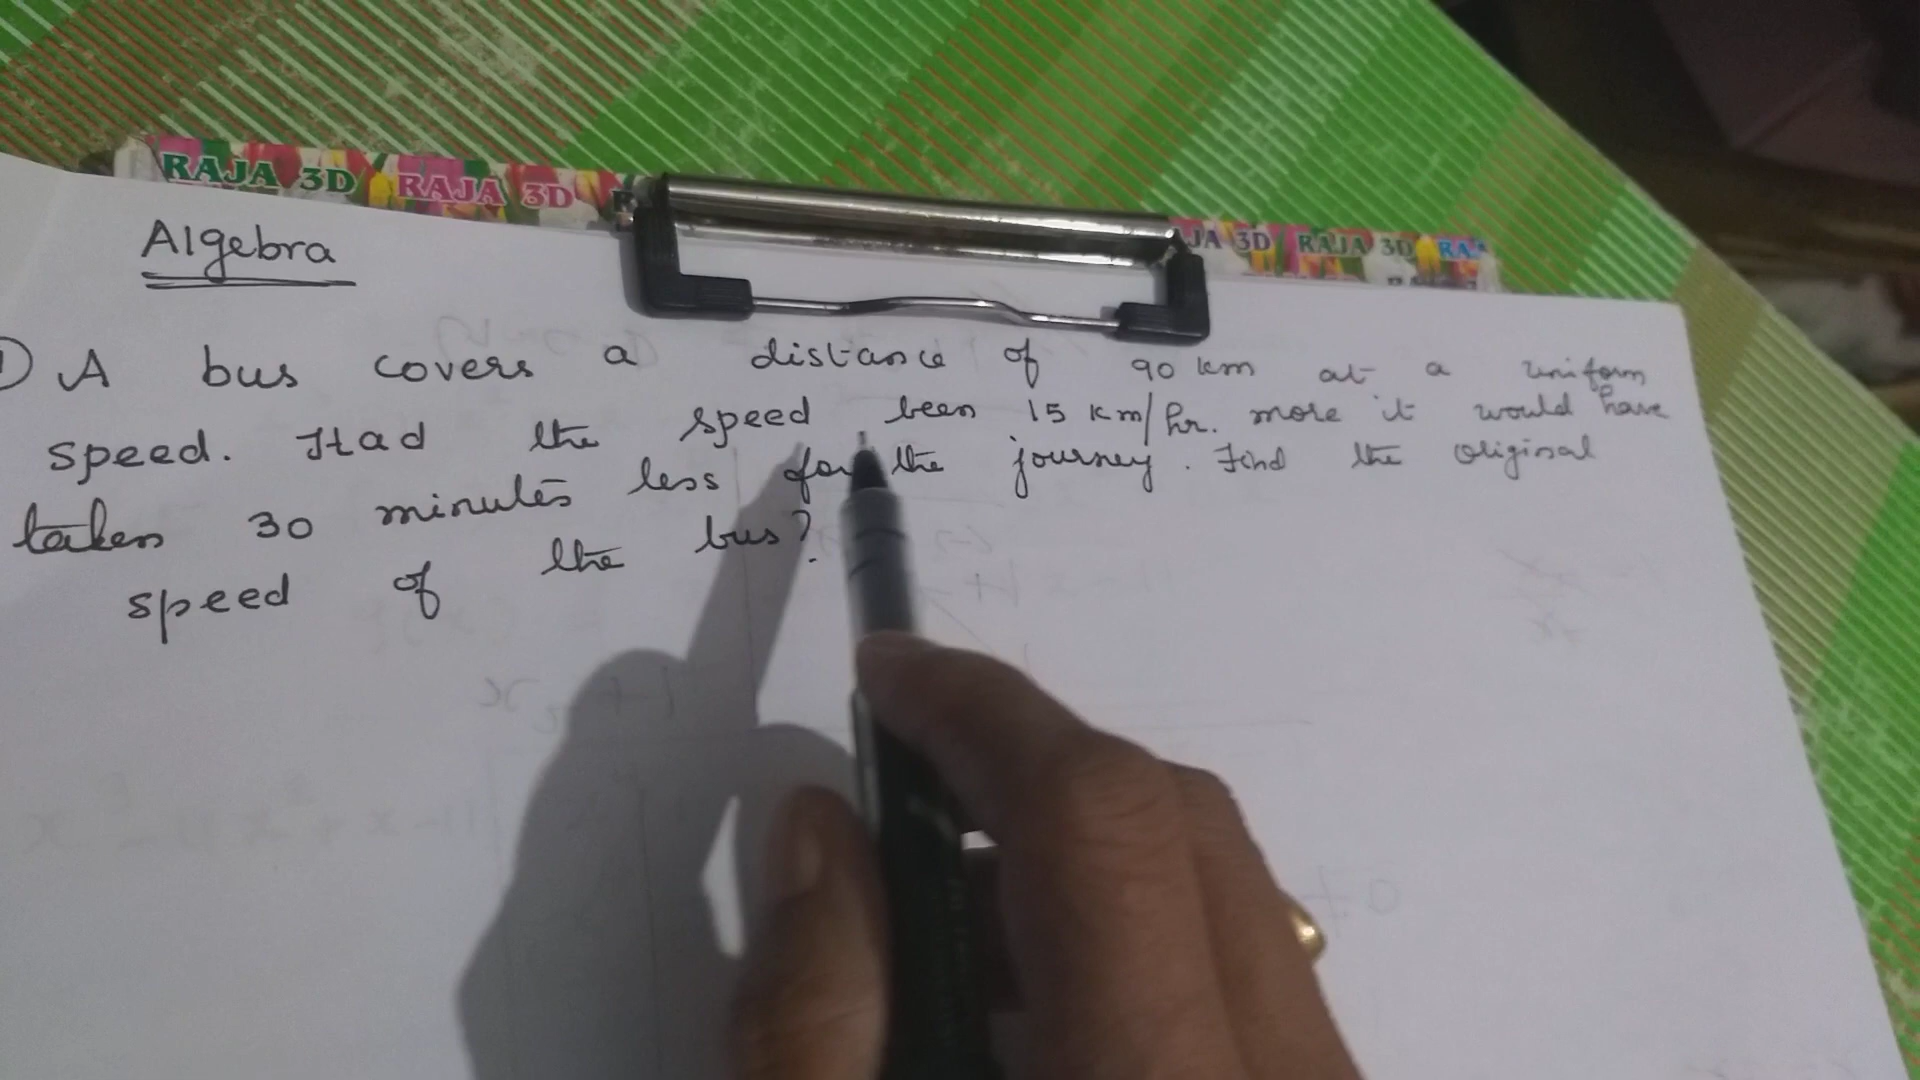 RAJA 3D RAJA 3D
JA 3D RAJA 3D RA
Algebra
1) A bus covers a distance of 90 km at a uniform
speed. Had the speed been 15 km/hr. more it would have
taken 30 minutes less for the journey. Find the original
speed of the bus?